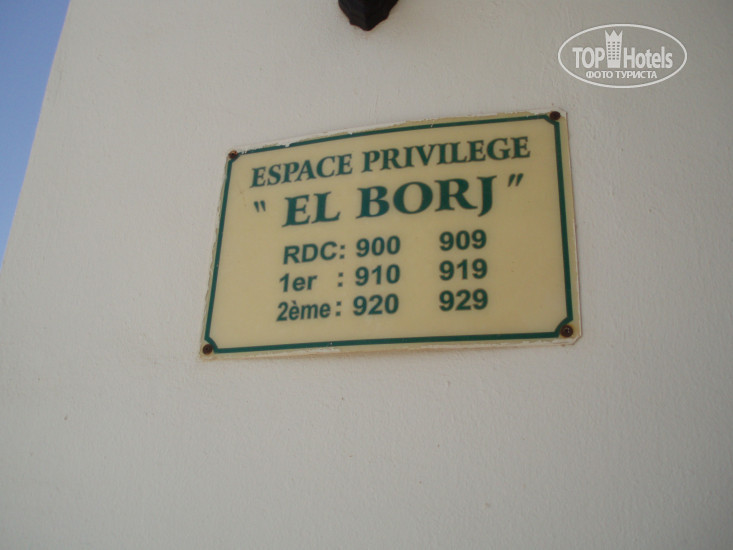 TOP Hotels
ФОТО ТУРИСТА
ESPACE PRIVILEGE
" EL BORJ "
RDC: 900 909
1er : 910 919
2ème: 920 929